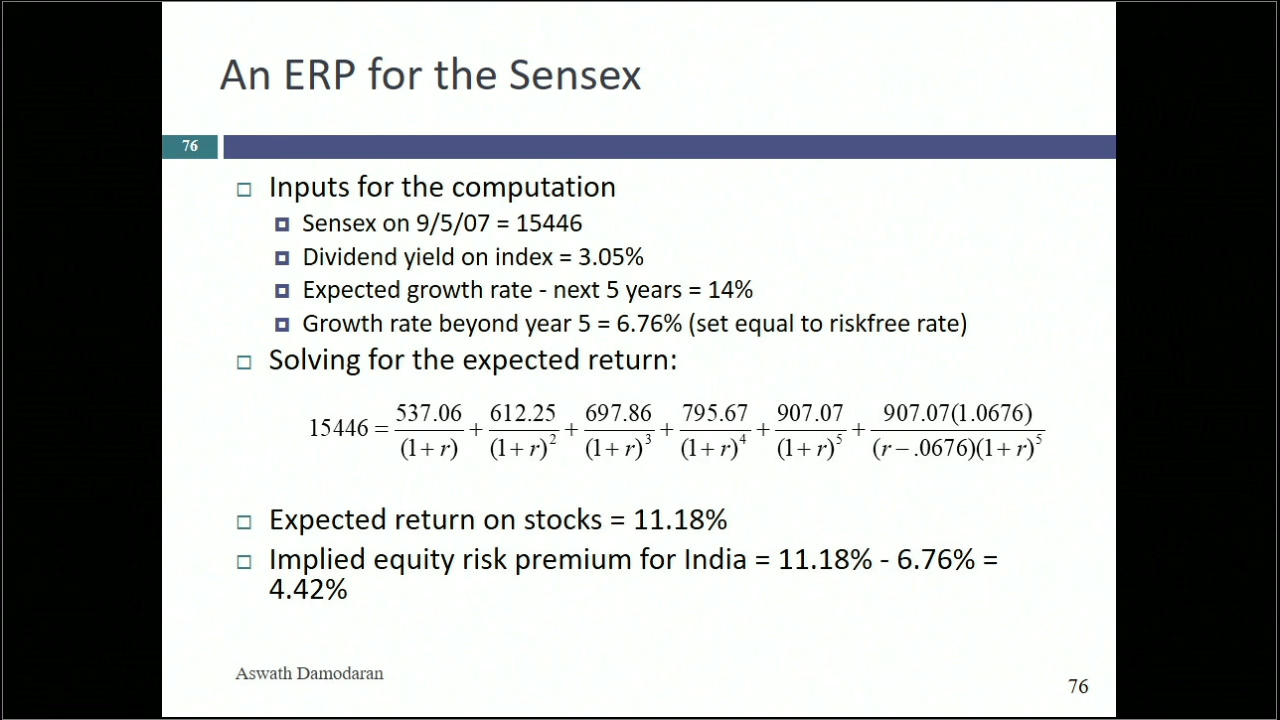 An ERP for the Sensex
76
Inputs for the computation
Sensex on 9/5/07 = 15446
Dividend yield on index = 3.05%
Expected growth rate - next 5 years = 14%
Growth rate beyond year 5 = 6.76% (set equal to riskfree rate)
Solving for the expected return:
15446 = 537.06/(1+r) + 612.25/(1+r)^2 + 697.86/(1+r)^3 + 795.67/(1+r)^4 + 907.07/(1+r)^5 + 907.07(1.0676)/(r−.0676)(1+r)^5
Expected return on stocks = 11.18%
Implied equity risk premium for India = 11.18% - 6.76% =
4.42%
Aswath Damodaran
76